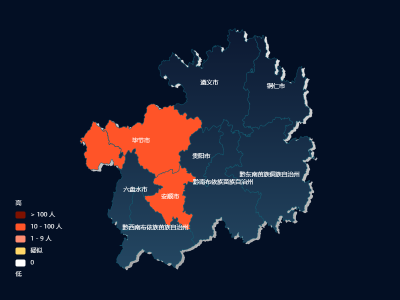 遵义市
铜仁市
毕节市
贵阳市
黔东南苗族侗族自治州
黔南布依族苗族自治州
六盘水市
安顺市
黔西南布依族苗族自治州
高
> 100 人
10 - 100 人
1 - 9 人
疑似
0
低